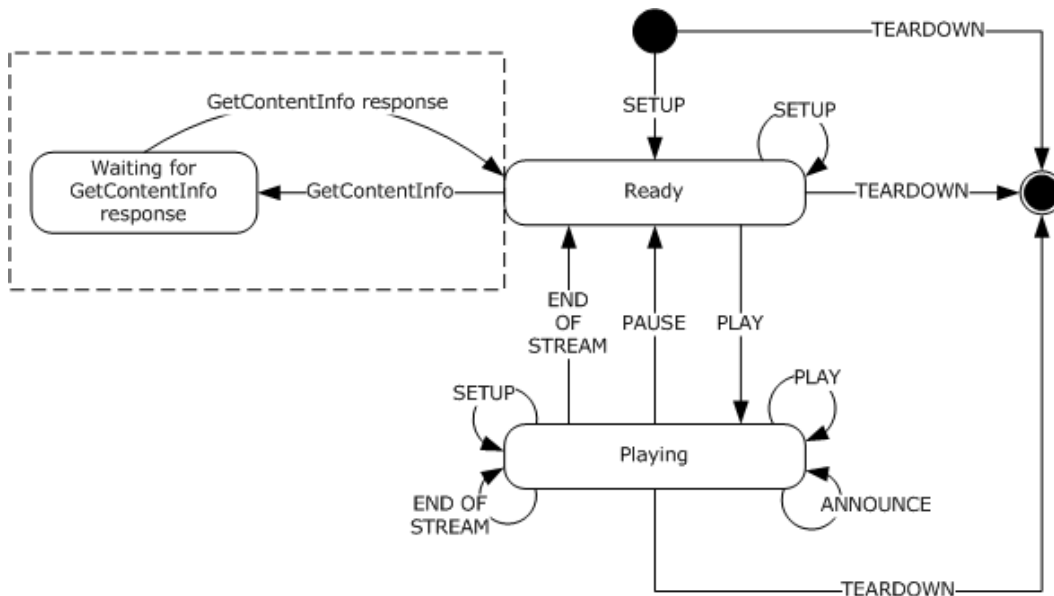 TEARDOWN
SETUP
GetContentInfo response
SETUP
Waiting for
GetContentInfo
response
GetContentInfo
Ready
TEARDOWN
END
OF
STREAM
PAUSE
PLAY
SETUP
PLAY
Playing
END OF
STREAM
ANNOUNCE
TEARDOWN